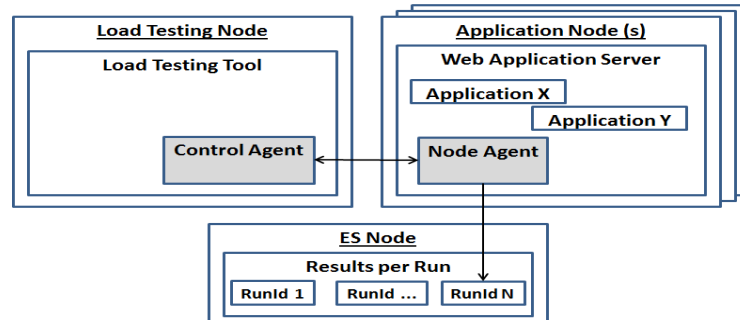 Load Testing Node
Load Testing Tool
Control Agent
Application Node (s)
Web Application Server
Application X
Application Y
Node Agent
ES Node
Results per Run
RunId 1
RunId ...
RunId N